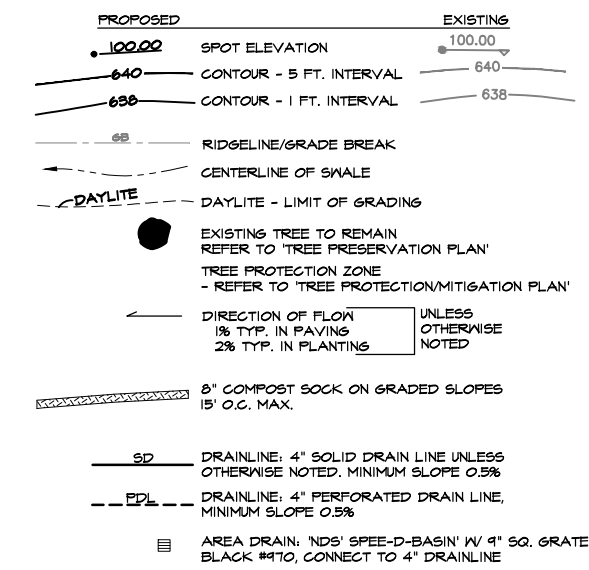 PROPOSED EXISTING
100.00 SPOT ELEVATION 100.00
640 CONTOUR - 5 FT. INTERVAL 640
638 CONTOUR - 1 FT. INTERVAL 638
GB RIDGELINE/GRADE BREAK
CENTERLINE OF SWALE
DAYLITE DAYLITE - LIMIT OF GRADING
EXISTING TREE TO REMAIN
REFER TO 'TREE PRESERVATION PLAN'
TREE PROTECTION ZONE
- REFER TO 'TREE PROTECTION/MITIGATION PLAN'
DIRECTION OF FLOW UNLESS
1% TYP. IN PAVING OTHERWISE
2% TYP. IN PLANTING NOTED
8" COMPOST SOCK ON GRADED SLOPES
15' O.C. MAX.
SD DRAINLINE: 4" SOLID DRAIN LINE UNLESS
OTHERWISE NOTED. MINIMUM SLOPE 0.5%
PDL DRAINLINE: 4" PERFORATED DRAIN LINE,
MINIMUM SLOPE 0.5%
AREA DRAIN: 'NDS' SPEE-D-BASIN' W/ 9" SQ. GRATE
BLACK #970, CONNECT TO 4" DRAINLINE